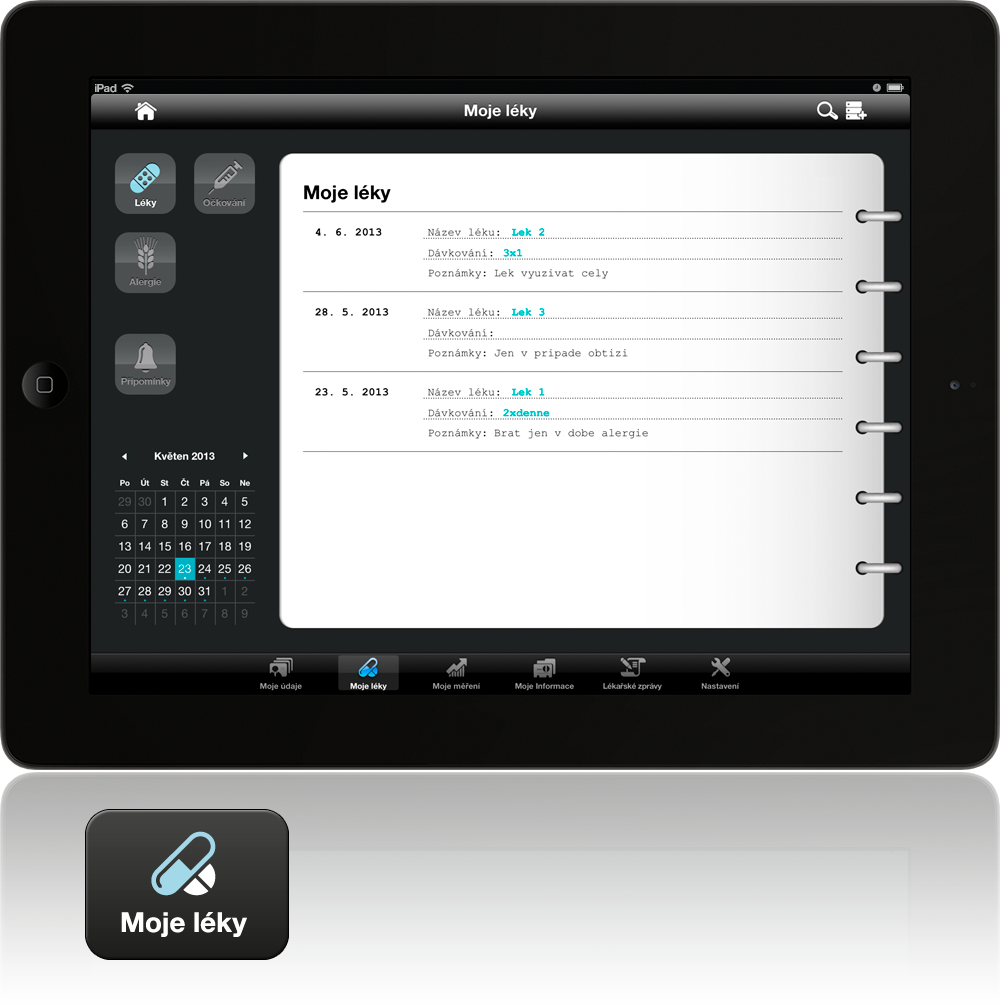 iPad
Moje léky
Léky
Očkování
Alergie
Připomínky
Květen 2013
Po Út St Čt Pá So Ne
29 30 1 2 3 4 5
6 7 8 9 10 11 12
13 14 15 16 17 18 19
20 21 22 23 24 25 26
27 28 29 30 31 1 2
3 4 5 6 7 8 9
Moje léky
4. 6. 2013
Název léku: Lek 2
Dávkování: 3x1
Poznámky: Lek vyuzivat cely
28. 5. 2013
Název léku: Lek 3
Dávkování:
Poznámky: Jen v pripade obtizi
23. 5. 2013
Název léku: Lek 1
Dávkování: 2xdenne
Poznámky: Brat jen v dobe alergie
Moje údaje
Moje léky
Moje měření
Moje Informace
Lékařské zprávy
Nastavení
Moje léky